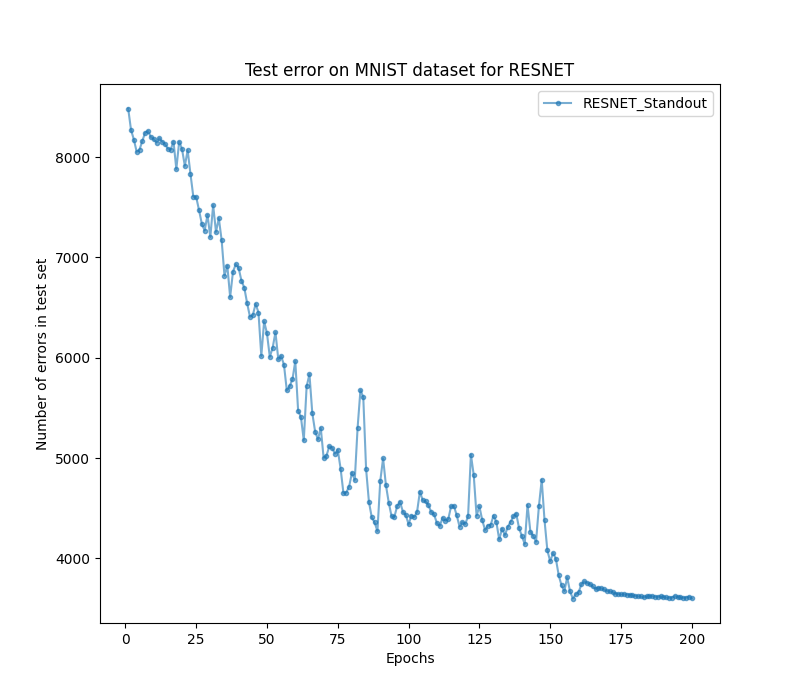 Test error on MNIST dataset for RESNET
RESNET_Standout
8000
7000
6000
5000
4000
Number of errors in test set
0 25 50 75 100 125 150 175 200
Epochs